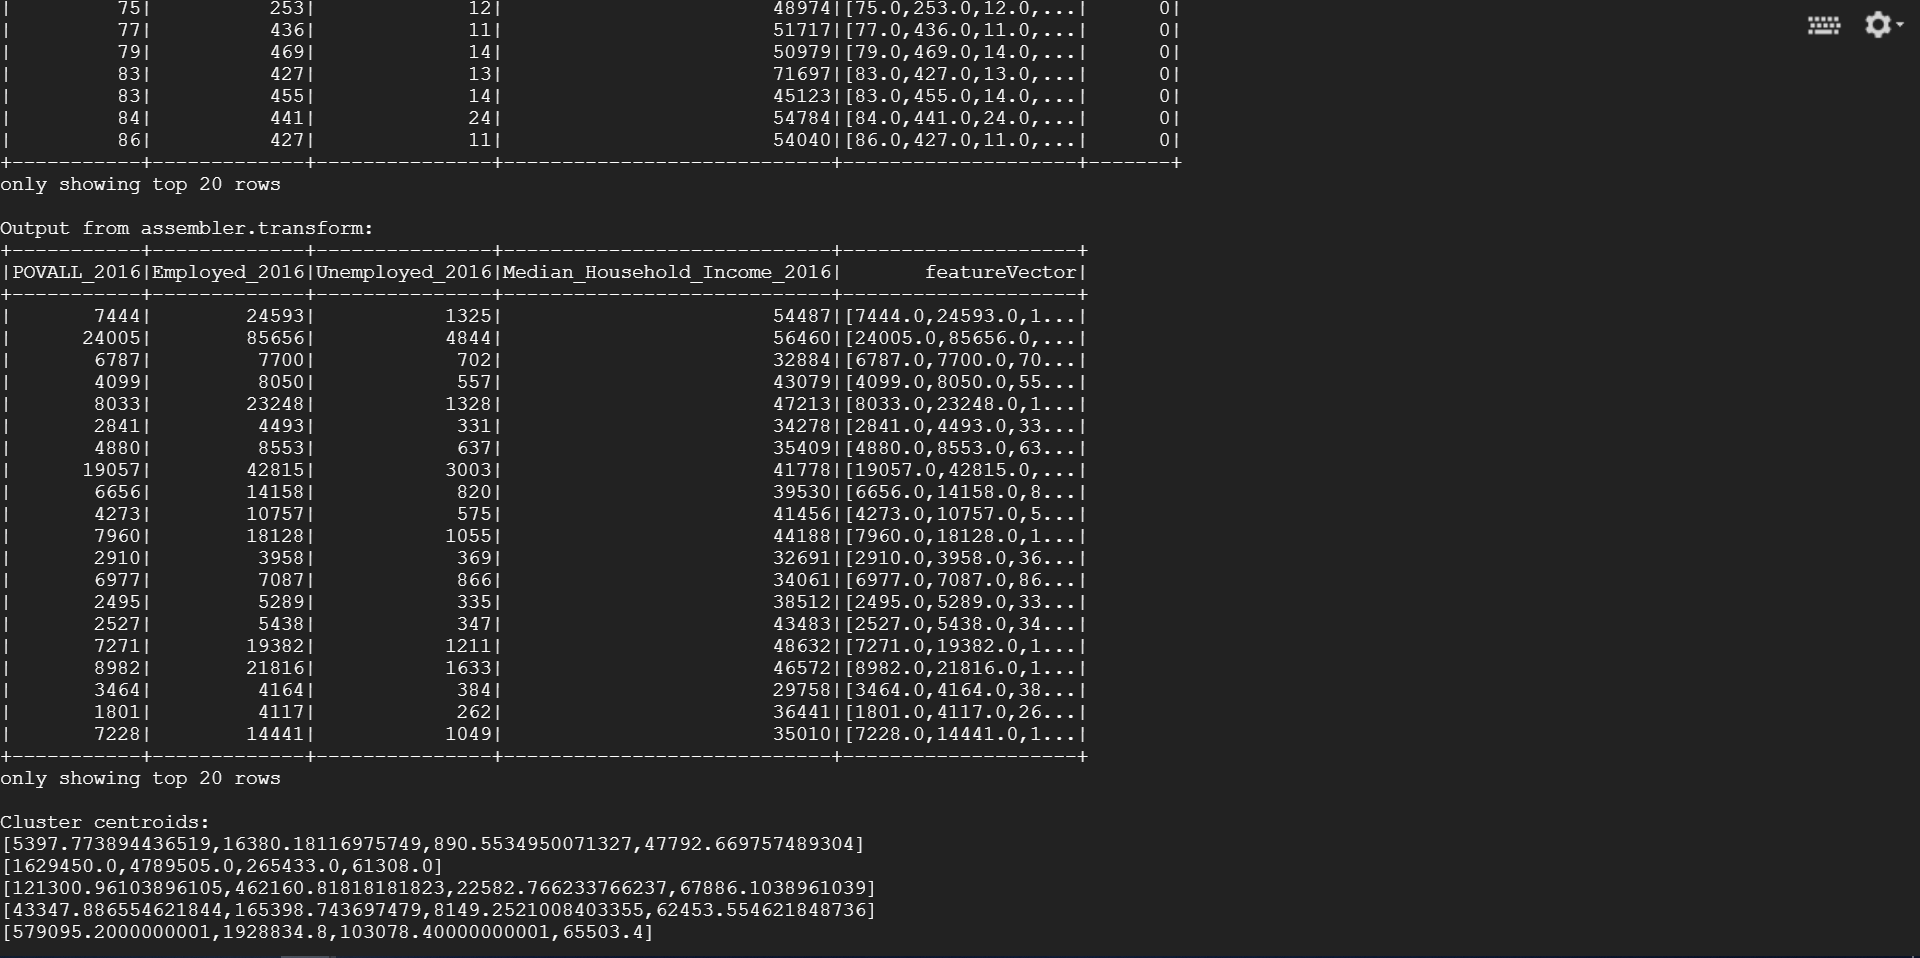 |         75|          253|             12|                       48974|[75.0,253.0,12.0,...|      0|
|         77|          436|             11|                       51717|[77.0,436.0,11.0,...|      0|
|         79|          469|             14|                       50979|[79.0,469.0,14.0,...|      0|
|         83|          427|             13|                       71697|[83.0,427.0,13.0,...|      0|
|         83|          455|             14|                       45123|[83.0,455.0,14.0,...|      0|
|         84|          441|             24|                       54784|[84.0,441.0,24.0,...|      0|
|         86|          427|             11|                       54040|[86.0,427.0,11.0,...|      0|
+-----------+-------------+---------------+----------------------------+--------------------+-------+
only showing top 20 rows

Output from assembler.transform:
+-----------+-------------+---------------+----------------------------+--------------------+
|POVALL_2016|Employed_2016|Unemployed_2016|Median_Household_Income_2016|       featureVector|
+-----------+-------------+---------------+----------------------------+--------------------+
|       7444|        24593|           1325|                       54487|[7444.0,24593.0,1...|
|      24005|        85656|           4844|                       56460|[24005.0,85656.0,...|
|       6787|         7700|            702|                       32884|[6787.0,7700.0,70...|
|       4099|         8050|            557|                       43079|[4099.0,8050.0,55...|
|       8033|        23248|           1328|                       47213|[8033.0,23248.0,1...|
|       2841|         4493|            331|                       34278|[2841.0,4493.0,33...|
|       4880|         8553|            637|                       35409|[4880.0,8553.0,63...|
|      19057|        42815|           3003|                       41778|[19057.0,42815.0,...|
|       6656|        14158|            820|                       39530|[6656.0,14158.0,8...|
|       4273|        10757|            575|                       41456|[4273.0,10757.0,5...|
|       7960|        18128|           1055|                       44188|[7960.0,18128.0,1...|
|       2910|         3958|            369|                       32691|[2910.0,3958.0,36...|
|       6977|         7087|            866|                       34061|[6977.0,7087.0,86...|
|       2495|         5289|            335|                       38512|[2495.0,5289.0,33...|
|       2527|         5438|            347|                       43483|[2527.0,5438.0,34...|
|       7271|        19382|           1211|                       48632|[7271.0,19382.0,1...|
|       8982|        21816|           1633|                       46572|[8982.0,21816.0,1...|
|       3464|         4164|            384|                       29758|[3464.0,4164.0,38...|
|       1801|         4117|            262|                       36441|[1801.0,4117.0,26...|
|       7228|        14441|           1049|                       35010|[7228.0,14441.0,1...|
+-----------+-------------+---------------+----------------------------+--------------------+
only showing top 20 rows

Cluster centroids:
[5397.773894436519,16380.18116975749,890.5534950071327,47792.669757489304]
[1629450.0,4789505.0,265433.0,61308.0]
[121300.96103896105,462160.81818181823,22582.766233766237,67886.1038961039]
[43347.886554621844,165398.743697479,8149.2521008403355,62453.554621848736]
[579095.2000000001,1928834.8,103078.40000000001,65503.4]